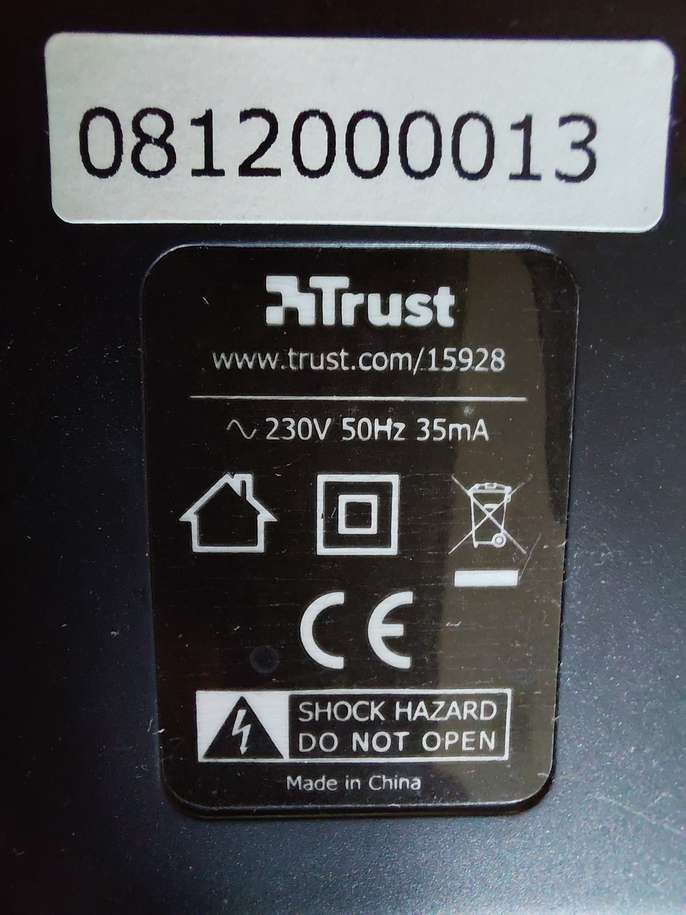 0812000013
Trust
www.trust.com/15928
∿ 230V 50Hz 35mA
CE
SHOCK HAZARD
DO NOT OPEN
Made in China